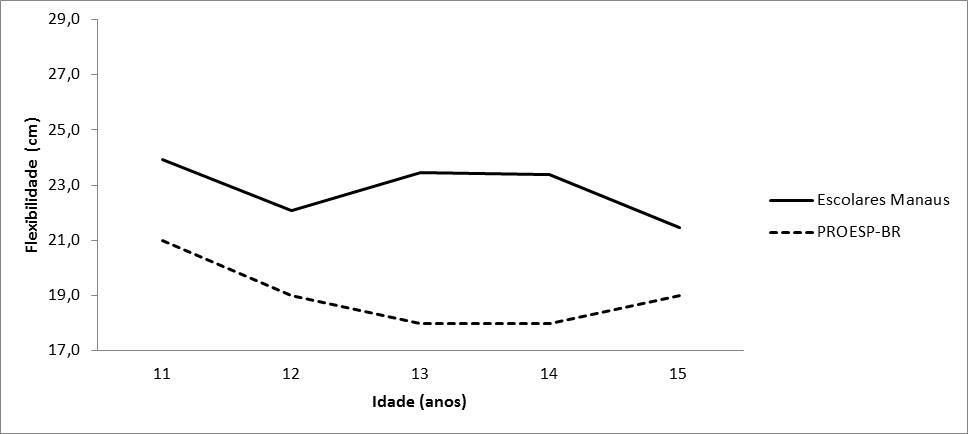 29,0
27,0
25,0
23,0
21,0
19,0
17,0
Flexibilidade (cm)
11 12 13 14 15
Idade (anos)
Escolares Manaus
PROESP-BR